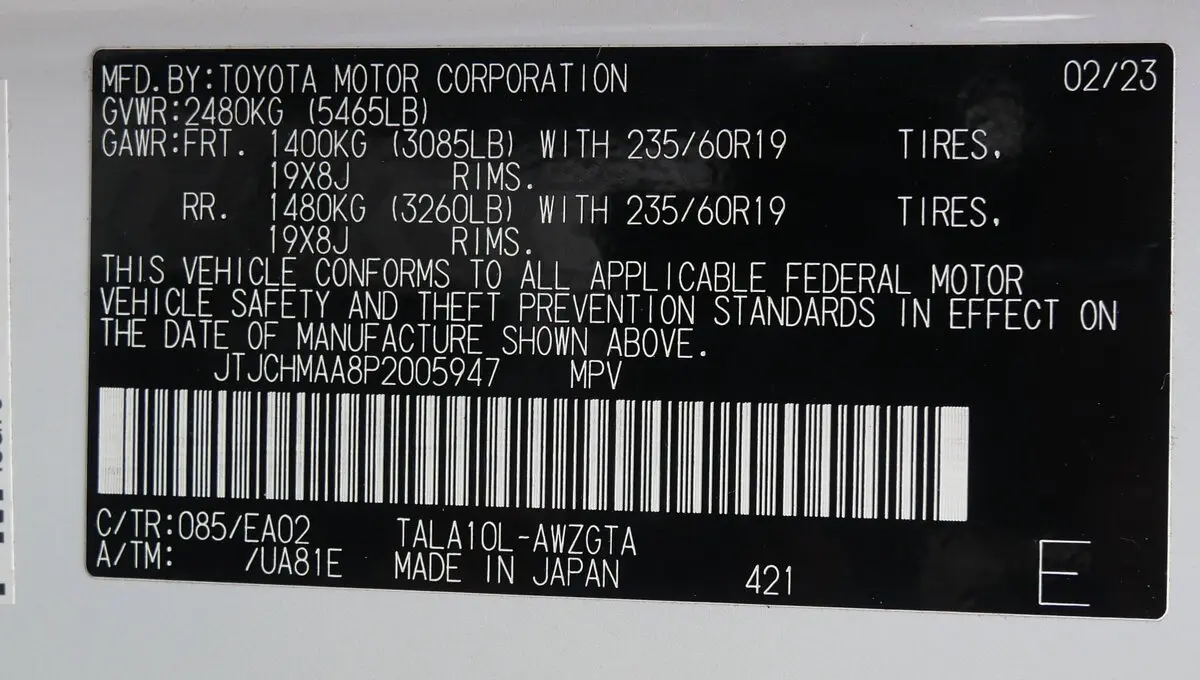 MFD.BY:TOYOTA MOTOR CORPORATION 02/23
GVWR:2480KG (5465LB)
GAWR:FRT. 1400KG (3085LB) WITH 235/60R19 TIRES,
19X8J RIMS.
RR. 1480KG (3260LB) WITH 235/60R19 TIRES,
19X8J RIMS.
THIS VEHICLE CONFORMS TO ALL APPLICABLE FEDERAL MOTOR
VEHICLE SAFETY AND THEFT PREVENTION STANDARDS IN EFFECT ON
THE DATE OF MANUFACTURE SHOWN ABOVE.
JTJCHMAA8P2005947 MPV
C/TR:085/EA02 TALA10L-AWZGTA
A/TM: /UA81E MADE IN JAPAN 421 E